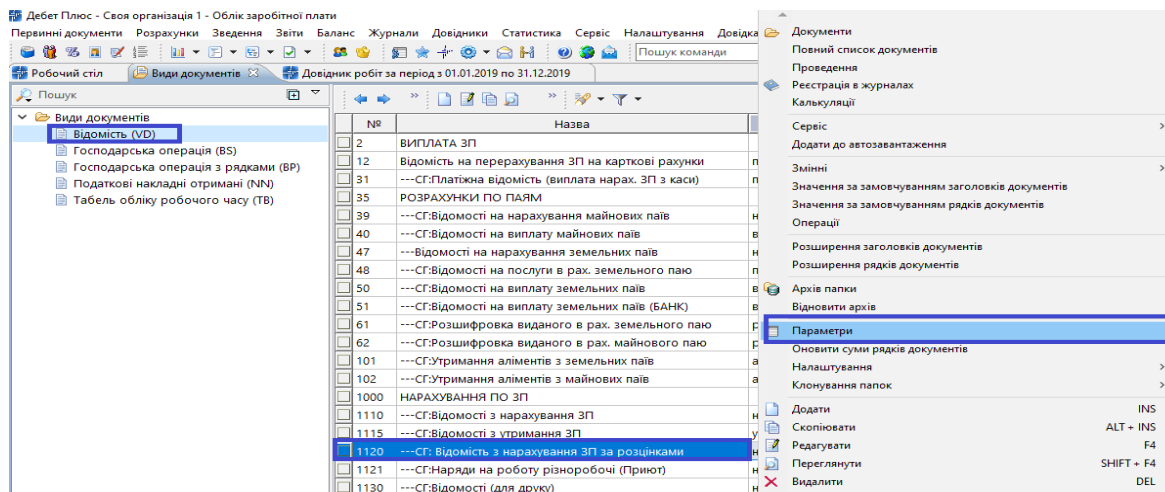 Дебет Плюс - Своя організація 1 - Облік заробітної плати
Первинні документи Розрахунки Зведення Звіти Баланс Журнали Довідники Статистика Сервіс Налаштування Довідка
Пошук команди
Робочий стіл Види документів Довідник робіт за період з 01.01.2019 по 31.12.2019
Пошук
Види документів
Відомість (VD)
Господарська операція (BS)
Господарська операція з рядками (BP)
Податкові накладні отримані (NN)
Табель обліку робочого часу (TB)
№ Назва
2 ВИПЛАТА ЗП
12 Відомість на перерахування ЗП на карткові рахунки
31 ---СГ:Платіжна відомість (виплата нарах. ЗП з каси)
35 РОЗРАХУНКИ ПО ПАЯМ
39 ---СГ:Відомості на нарахування майнових паїв
40 ---СГ:Відомості на виплату майнових паїв
47 ---Відомості на нарахування земельних паїв
48 ---СГ:Відомості на послуги в рах. земельного паю
50 ---СГ:Відомості на виплату земельних паїв
51 ---СГ:Відомості на виплату земельних паїв (БАНК)
61 ---СГ:Розшифровка виданого в рах. земельного паю
62 ---СГ:Розшифровка виданого в рах. майнового паю
101 ---СГ:Утримання аліментів з земельних паїв
102 ---СГ:Утримання аліментів з майнових паїв
1000 НАРАХУВАННЯ ПО ЗП
1110 ---СГ:Відомості з нарахування ЗП
1115 ---СГ:Відомості з утримання ЗП
1120 ---СГ: Відомість з нарахування ЗП за розцінками
1121 ---СГ:Наряди на роботу різноробочі (Приют)
1130 ---СГ:Відомості (для друку)
Документи
Повний список документів
Проведення
Реєстрація в журналах
Калькуляції
Сервіс
Додати до автозавантаження
Змінні
Значення за замовчуванням заголовків документів
Значення за замовчуванням рядків документів
Операції
Розширення заголовків документів
Розширення рядків документів
Архів папки
Відновити архів
Параметри
Оновити суми рядків документів
Налаштування
Клонування папок
Додати INS
Скопіювати ALT + INS
Редагувати F4
Переглянути SHIFT + F4
Видалити DEL